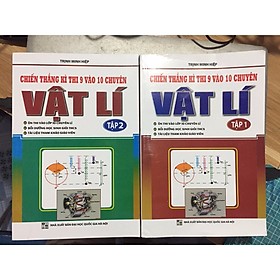 TRỊNH MINH HIỆP
CHIẾN THẮNG KÌ THI 9 VÀO 10 CHUYÊN
VẬT LÍ
ÔN THI VÀO LỚP 10 CHUYÊN LÍ
BỒI DƯỠNG HỌC SINH GIỎI THCS
TÀI LIỆU THAM KHẢO GIÁO VIÊN
TẬP 2
NHÀ XUẤT BẢN ĐẠI HỌC QUỐC GIA HÀ NỘI
TRỊNH MINH HIỆP
CHIẾN THẮNG KÌ THI 9 VÀO 10 CHUYÊN
VẬT LÍ
ÔN THI VÀO LỚP 10 CHUYÊN LÍ
BỒI DƯỠNG HỌC SINH GIỎI THCS
TÀI LIỆU THAM KHẢO GIÁO VIÊN
TẬP 1
NHÀ XUẤT BẢN ĐẠI HỌC QUỐC GIA HÀ NỘI